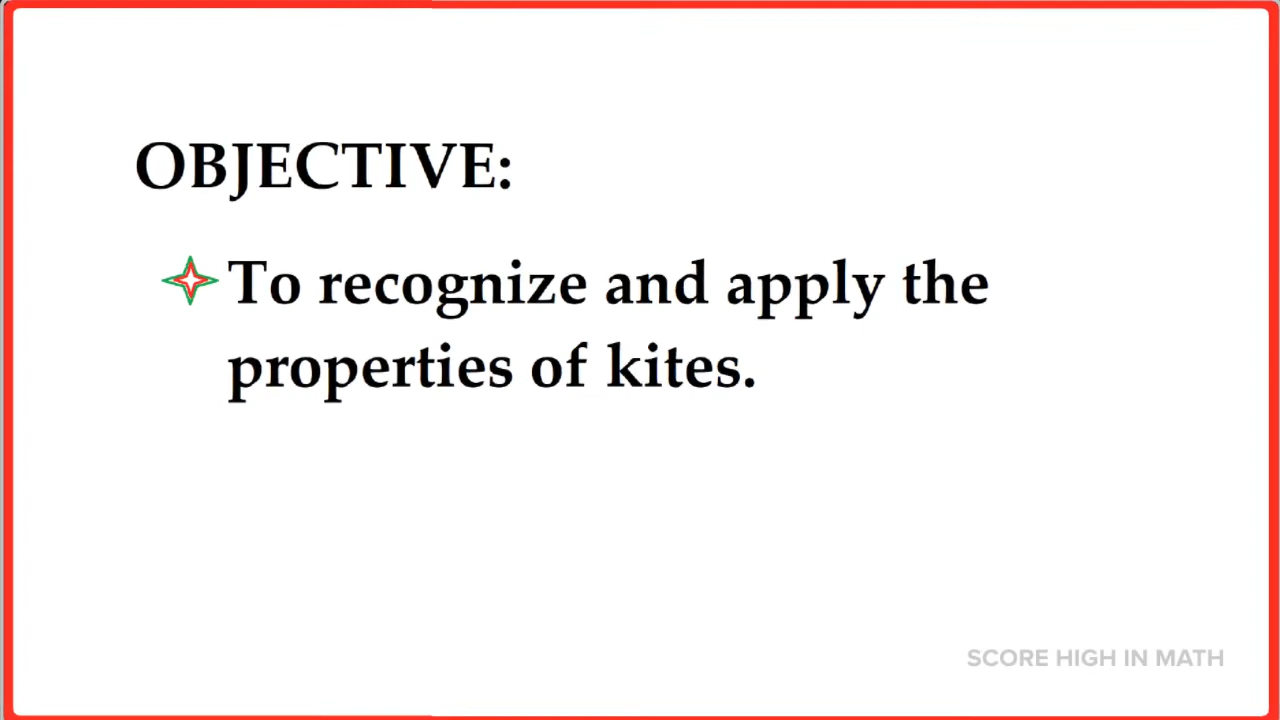 OBJECTIVE:
To recognize and apply the
properties of kites.
SCORE HIGH IN MATH